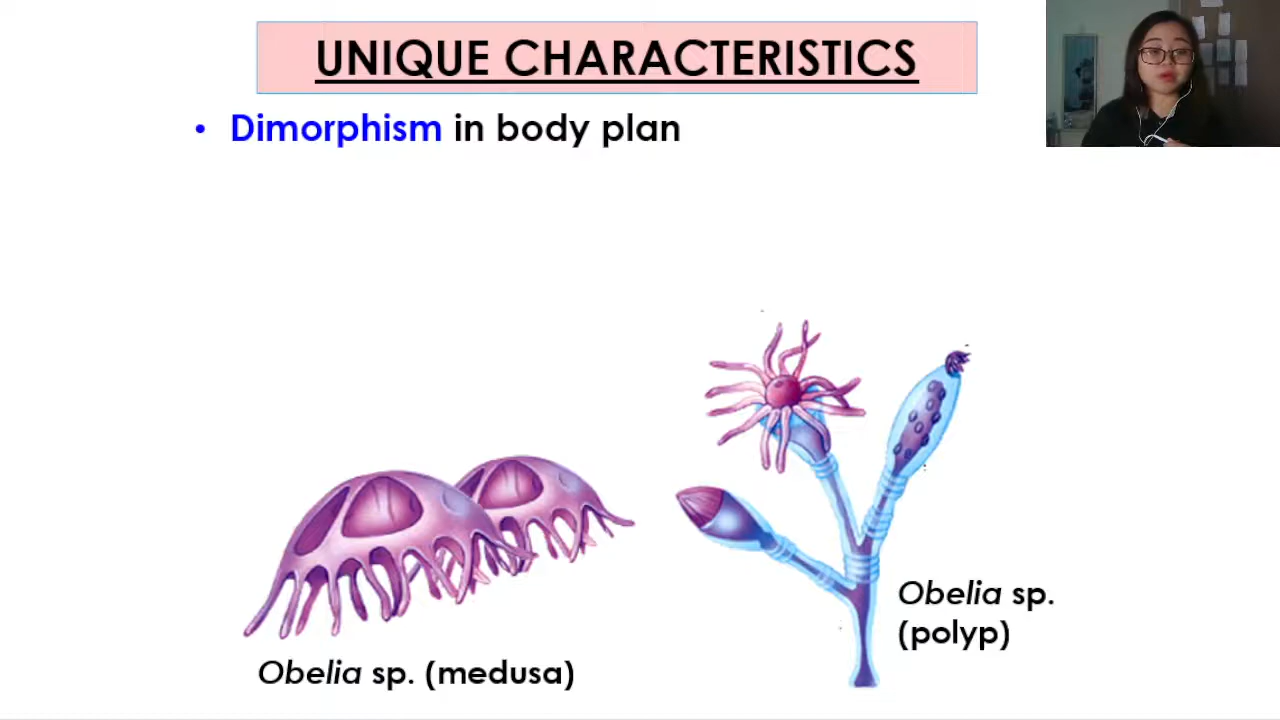 UNIQUE CHARACTERISTICS
• Dimorphism in body plan
Obelia sp.
(polyp)
Obelia sp. (medusa)